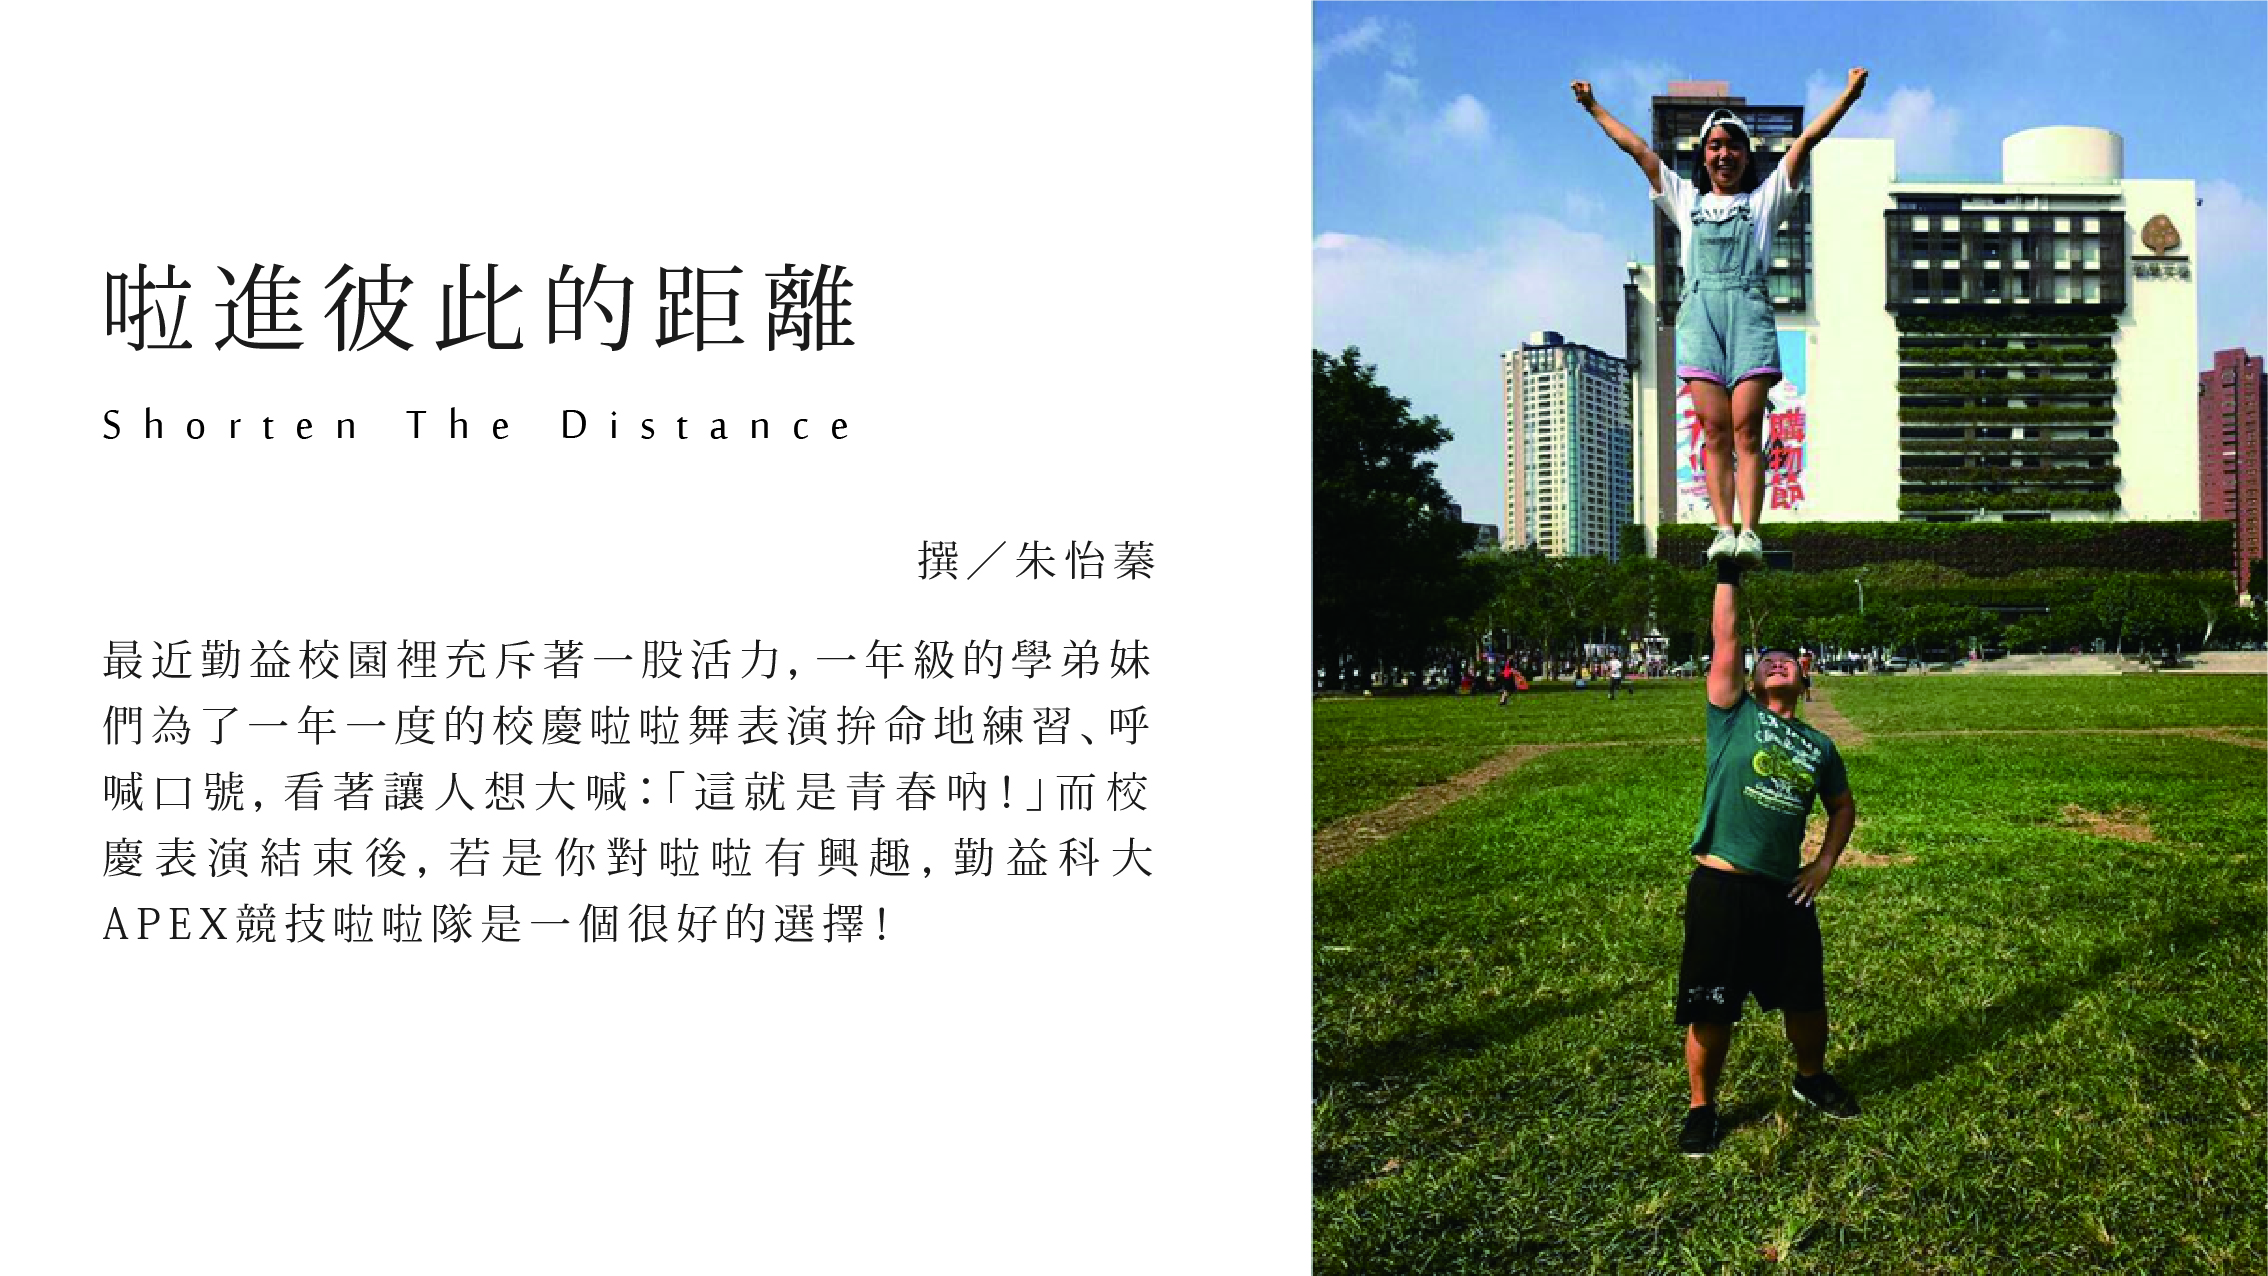 啦進彼此的距離
Shorten The Distance
撰／朱怡蓁
最近勤益校園裡充斥著一股活力，一年級的學弟妹
們為了一年一度的校慶啦啦舞表演拚命地練習、呼
喊口號，看著讓人想大喊：「這就是青春吶！」而校
慶表演結束後，若是你對啦啦有興趣，勤益科大
APEX競技啦啦隊是一個很好的選擇！
購物節